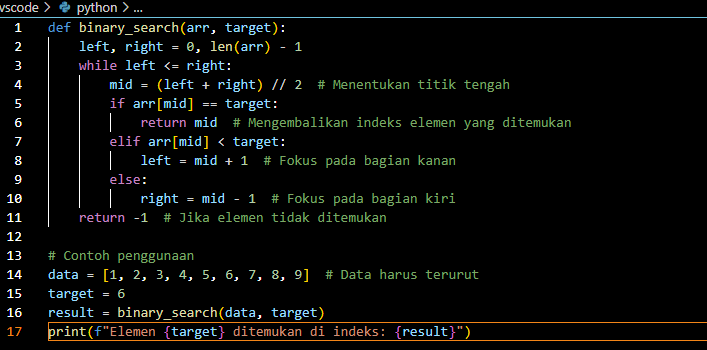 vscode > python > ...
1 def binary_search(arr, target):
2     left, right = 0, len(arr) - 1
3     while left <= right:
4         mid = (left + right) // 2  # Menentukan titik tengah
5         if arr[mid] == target:
6             return mid  # Mengembalikan indeks elemen yang ditemukan
7         elif arr[mid] < target:
8             left = mid + 1  # Fokus pada bagian kanan
9         else:
10             right = mid - 1  # Fokus pada bagian kiri
11     return -1  # Jika elemen tidak ditemukan
12
13 # Contoh penggunaan
14 data = [1, 2, 3, 4, 5, 6, 7, 8, 9]  # Data harus terurut
15 target = 6
16 result = binary_search(data, target)
17 print(f"Elemen {target} ditemukan di indeks: {result}")